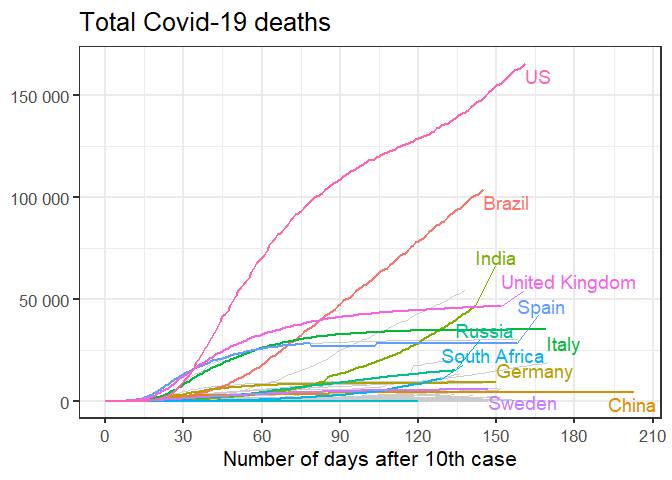 Total Covid-19 deaths
150 000
100 000
50 000
0
US
Brazil
India
United Kingdom
Spain
Russia
Italy
South Africa
Germany
Sweden
China
0 30 60 90 120 150 180 210
Number of days after 10th case